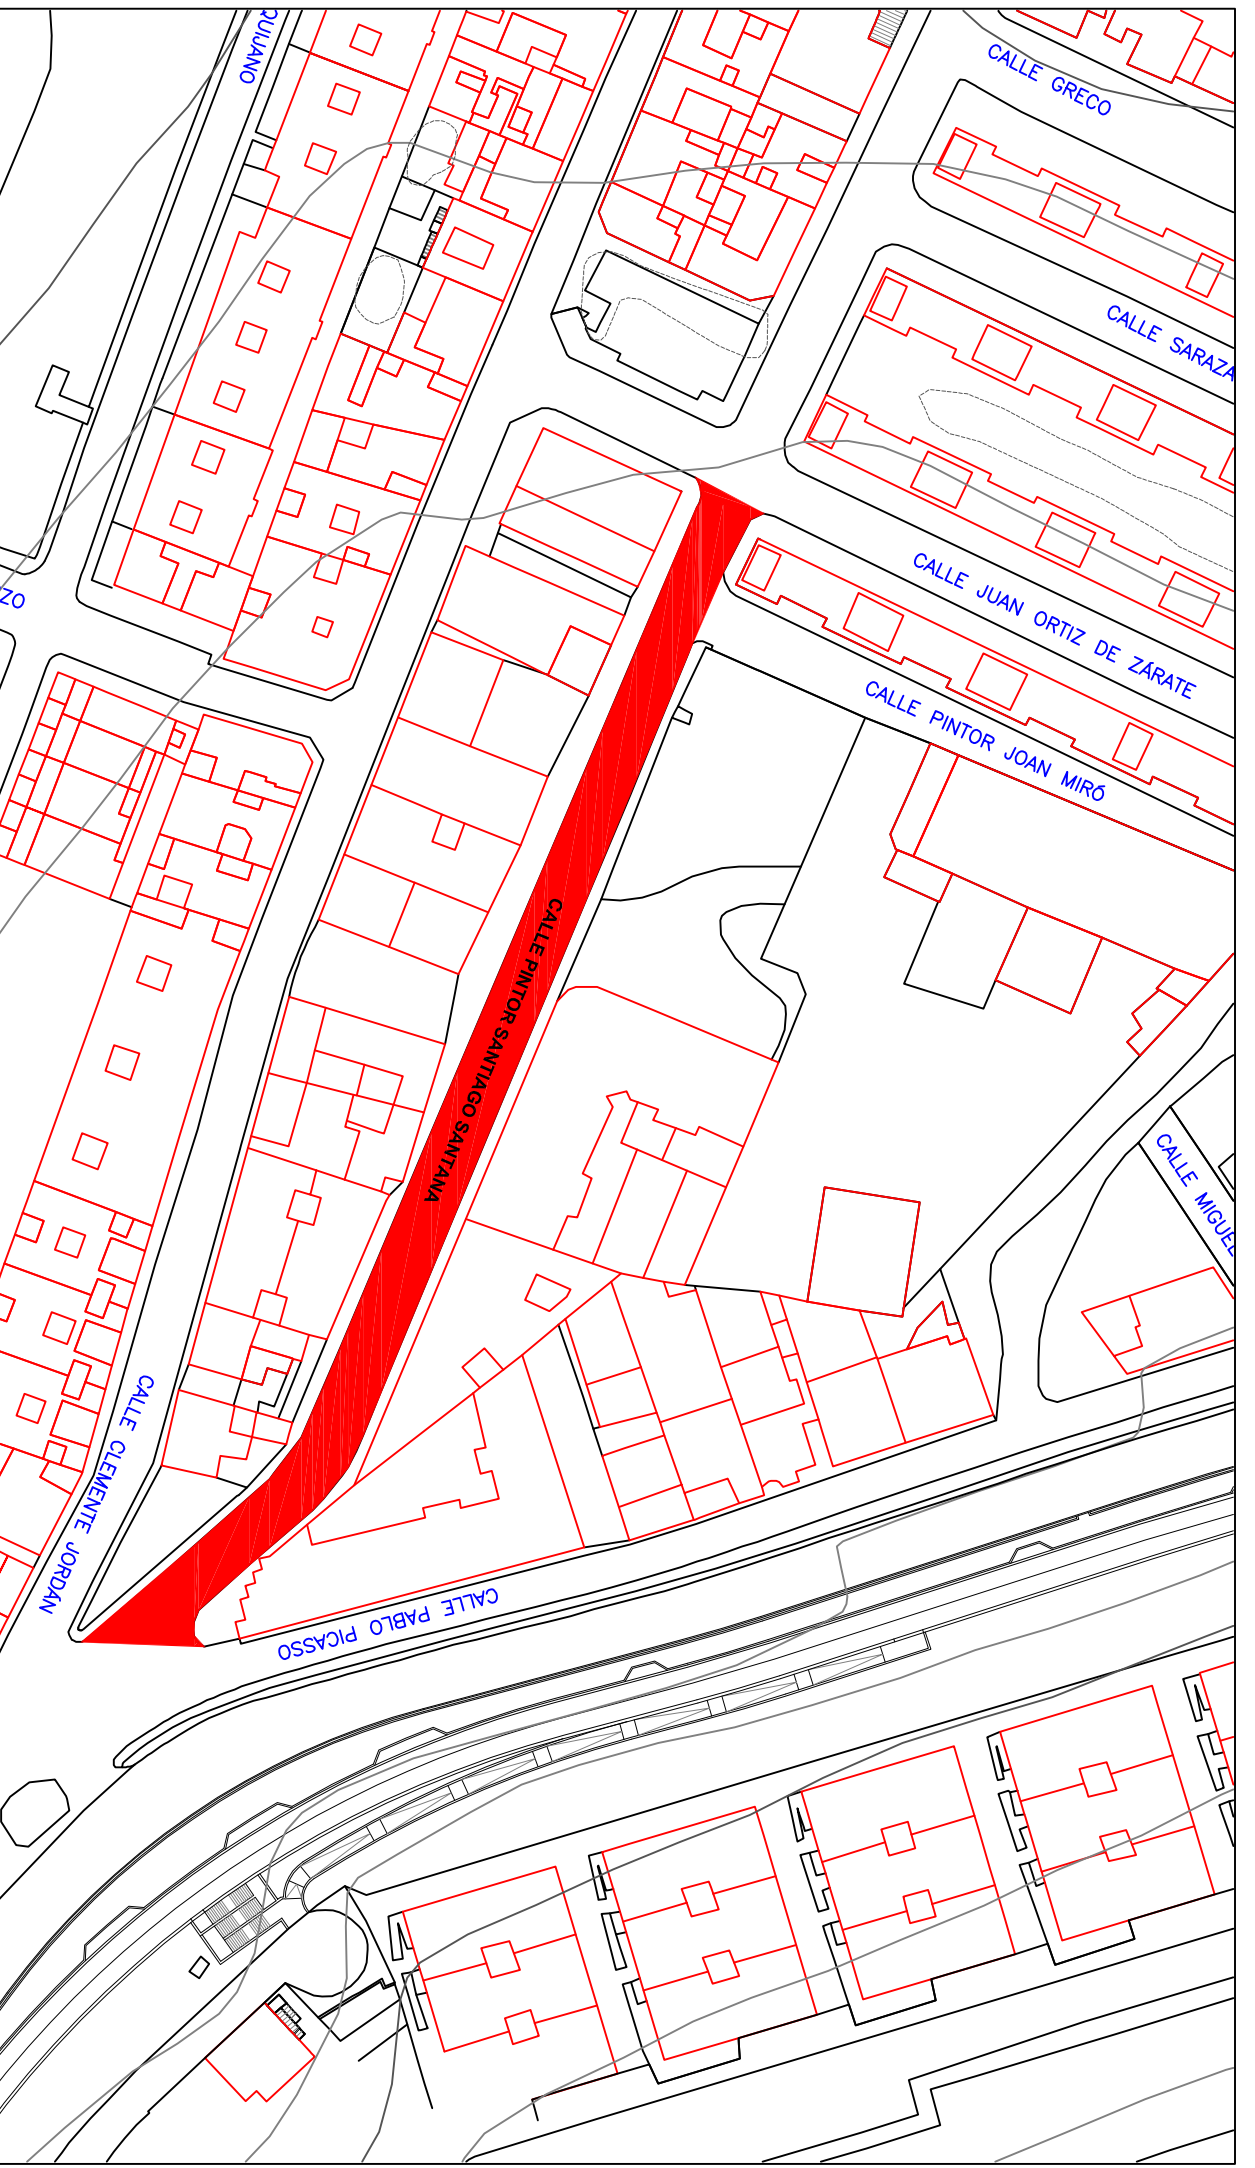 QUIJANO
CALLE GRECO
CALLE SARAZA
CALLE JUAN ORTIZ DE ZÁRATE
ZO
CALLE PINTOR JOAN MIRÓ
CALLE PINTOR SANTIAGO SANTANA
CALLE MIGUEL
CALLE CLEMENTE JORDÁN
CALLE PABLO PICASSO